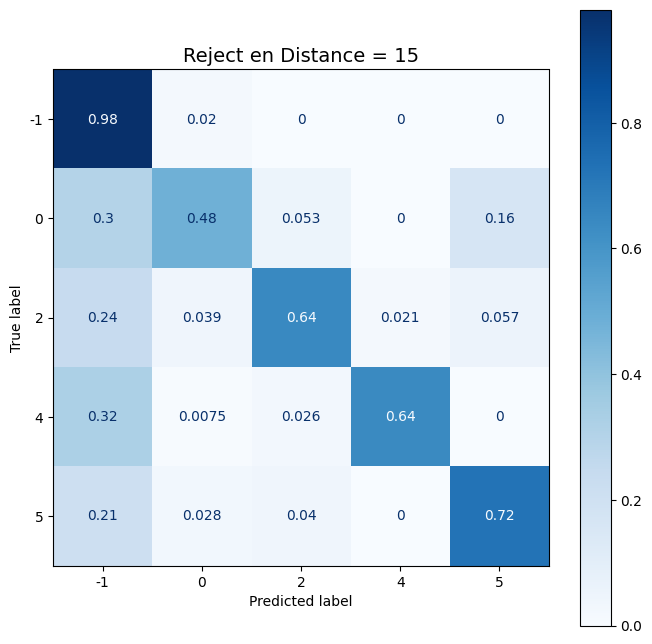 Reject en Distance = 15
-1 0.98 0.02 0 0 0
0 0.3 0.48 0.053 0 0.16
2 0.24 0.039 0.64 0.021 0.057
4 0.32 0.0075 0.026 0.64 0
5 0.21 0.028 0.04 0 0.72
-1 0 2 4 5
Predicted label
True label
0.8
0.6
0.4
0.2
0.0